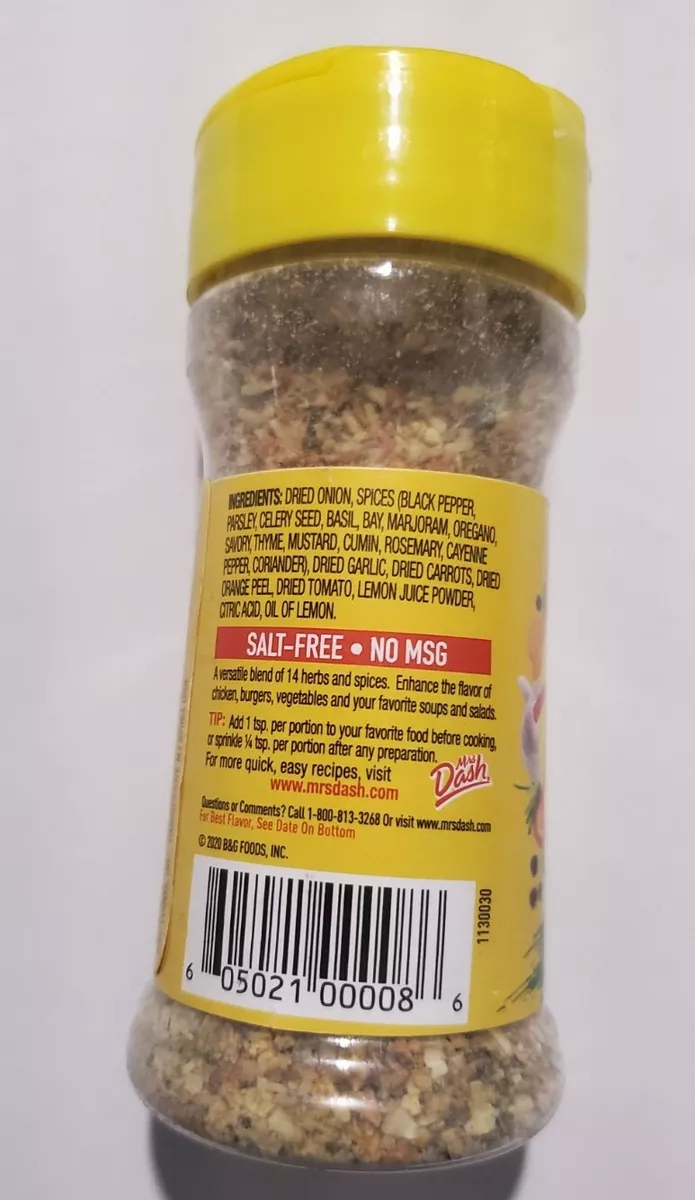 INGREDIENTS: DRIED ONION, SPICES (BLACK PEPPER,
PARSLEY, CELERY SEED, BASIL, BAY, MARJORAM, OREGANO,
SAVORY, THYME, MUSTARD, CUMIN, ROSEMARY, CAYENNE
PEPPER, CORIANDER), DRIED GARLIC, DRIED CARROTS, DRIED
ORANGE PEEL, DRIED TOMATO, LEMON JUICE POWDER,
CITRIC ACID, OIL OF LEMON.
SALT-FREE • NO MSG
A versatile blend of 14 herbs and spices. Enhance the flavor of
chicken, burgers, vegetables and your favorite soups and salads.
TIP: Add 1 tsp. per portion to your favorite food before cooking,
or sprinkle ¼ tsp. per portion after any preparation.
For more quick, easy recipes, visit
www.mrsdash.com
Mrs
Dash
Questions or Comments? Call 1-800-813-3268 Or visit www.mrsdash.com
For Best Flavor, See Date On Bottom
© 2020 B&G FOODS, INC.
1130030
6 05021 00008 6